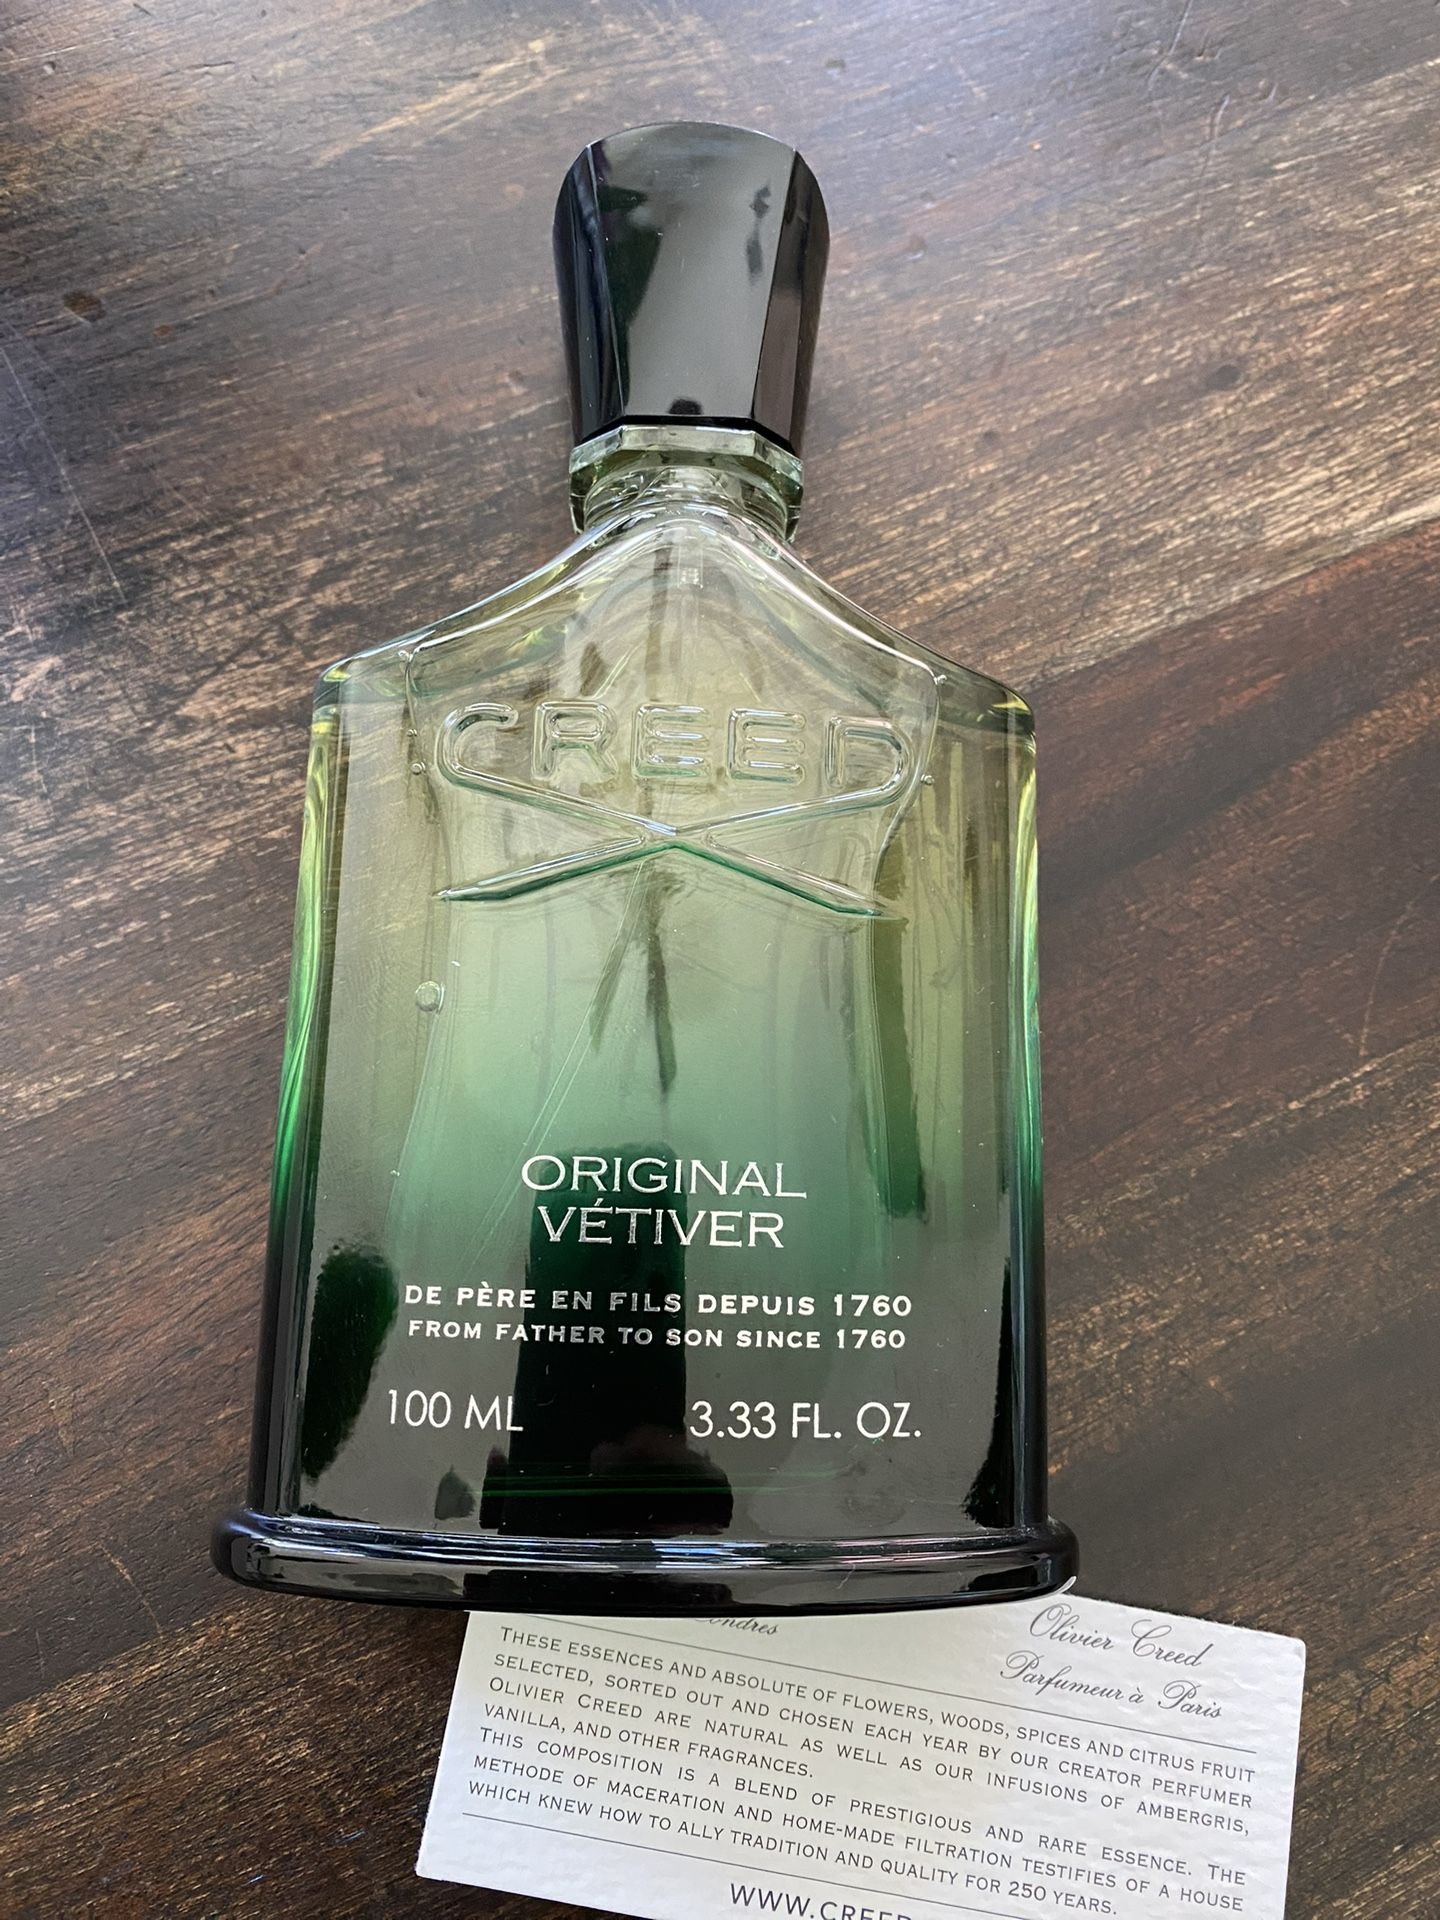 CREED
ORIGINAL
VÉTIVER
DE PÈRE EN FILS DEPUIS 1760
FROM FATHER TO SON SINCE 1760
100 ML 3.33 FL. OZ.
Olivier Creed
Parfumeur à Paris
THESE ESSENCES AND ABSOLUTE OF FLOWERS, WOODS, SPICES AND CITRUS FRUIT
SELECTED, SORTED OUT AND CHOSEN EACH YEAR BY OUR CREATOR PERFUMER
OLIVIER CREED ARE NATURAL AS WELL AS OUR INFUSIONS OF AMBERGRIS,
VANILLA, AND OTHER FRAGRANCES.
THIS COMPOSITION IS A BLEND OF PRESTIGIOUS AND RARE ESSENCE. THE
METHODE OF MACERATION AND HOME-MADE FILTRATION TESTIFIES OF A HOUSE
WHICH KNEW HOW TO ALLY TRADITION AND QUALITY FOR 250 YEARS.